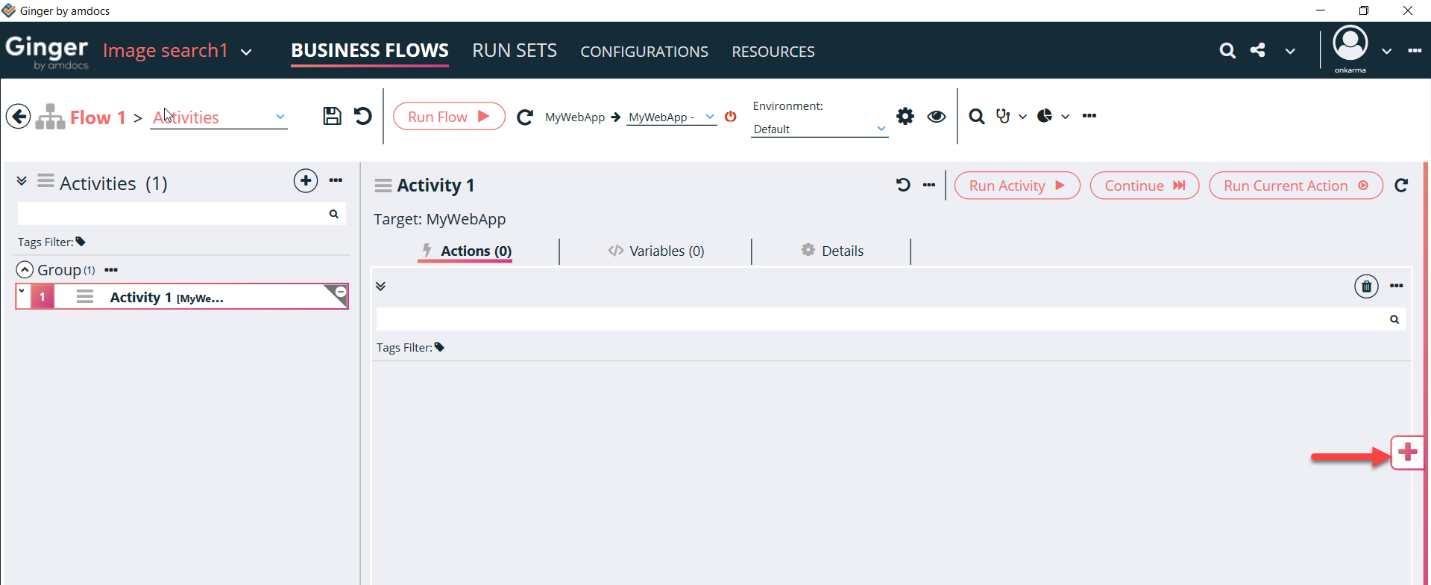 Ginger by amdocs
Ginger by amdocs Image search1 BUSINESS FLOWS RUN SETS CONFIGURATIONS RESOURCES
onkarma
Flow 1 > Activities Run Flow MyWebApp MyWebApp - Environment:
Default
Activities (1)
Tags Filter:
Group (1)
1 Activity 1 [MyWe...
Activity 1 Run Activity Continue Run Current Action
Target: MyWebApp
Actions (0) Variables (0) Details
Tags Filter: